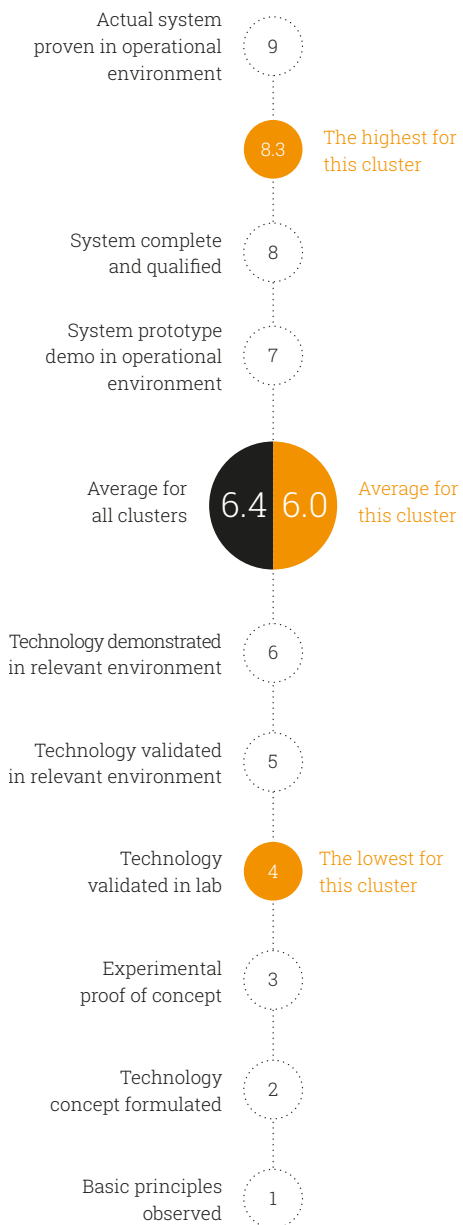 Actual system
proven in operational
environment
9
8.3
The highest for
this cluster
System complete
and qualified
8
System prototype
demo in operational
environment
7
Average for
all clusters
6.4
6.0
Average for
this cluster
Technology demonstrated
in relevant environment
6
Technology validated
in relevant environment
5
Technology
validated in lab
4
The lowest for
this cluster
Experimental
proof of concept
3
Technology
concept formulated
2
Basic principles
observed
1